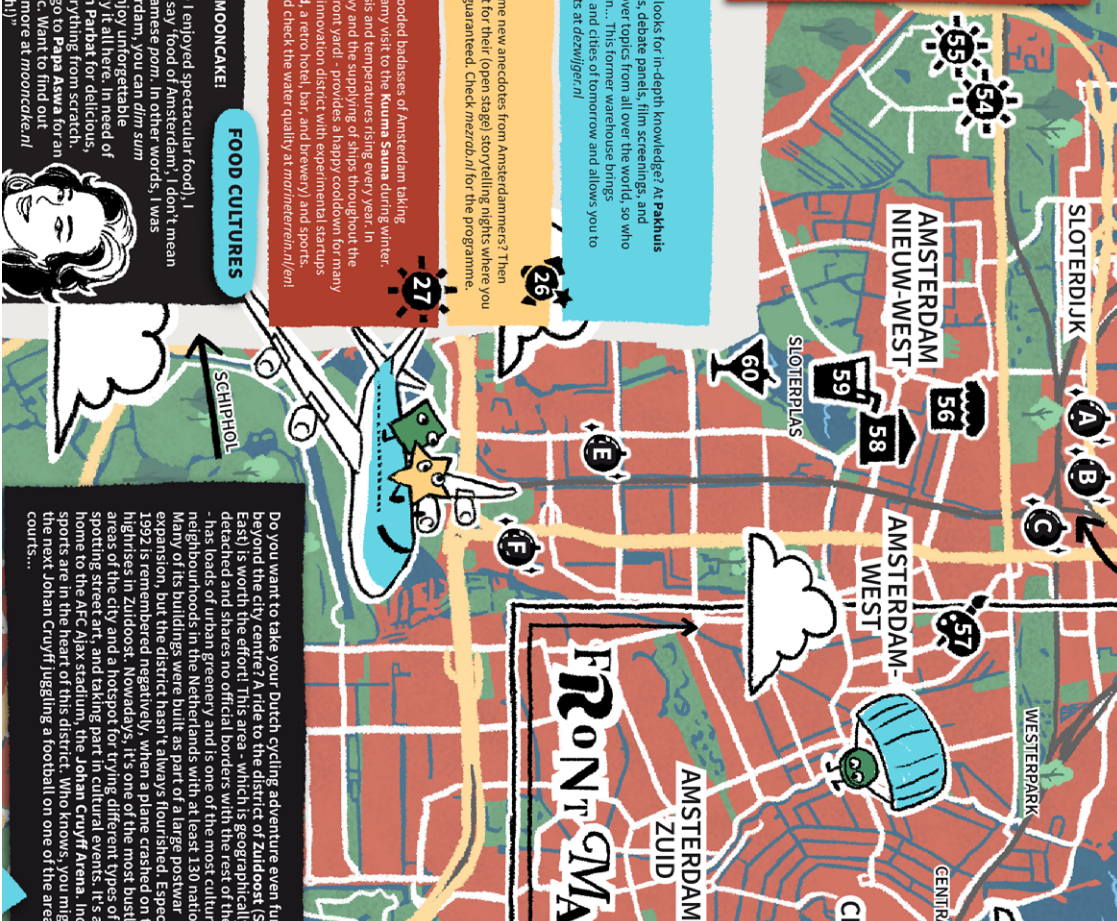 SLOTERDIJK
A
B
C
WESTERPARK
55
54
AMSTERDAM
NIEUW-WEST
56
58
59
SLOTERPLAS
60
AMSTERDAM-
WEST
57
AMSTERDAM
ZUID
E
F
FRONT MA
looks for in-depth knowledge? At Pakhuis
s, debate panels, film screenings, and
over topics from all over the world, so who
n... This former warehouse brings
and cities of tomorrow and allows you to
ts at dezwijger.nl
26
me new anecdotes from Amsterdammers? Then
t for their (open stage) storytelling nights where you
guaranteed. Check mezrab.nl for the programme.
27
ooded badasses of Amsterdam taking
amy visit to the Kuuma Sauna during winter.
sis and temperatures rising every year. In
vy and the supplying of ships throughout the
front yard! - provides a happy cooldown for many
innovation district with experimental startups
d, a retro hotel, bar, and brewery) and sports.
d check the water quality at marineterrein.nl/en!
FOOD CULTURES
MOONCAKE!
I enjoyed spectacular food), I
say 'food of Amsterdam', I don't mean
amese pom. In other words, I was
rdam, you can dim sum
njoy unforgettable
y it all here. In need of
n Parbat for delicious,
rything from scratch.
go to Papa Aswa for an
c. Want to find out
more at mooncake.nl
SCHIPHOL
Do you want to take your Dutch cycling adventure even fu
beyond the city centre? A ride to the district of Zuidoost (S
East) is worth the effort! This area - which is geographicall
detached and shares no official borders with the rest of the
- has loads of urban greenery and is one of the most cultur
neighbourhoods in the Netherlands with at least 130 natio
Many of its buildings were built as part of a large postwar
expansion, but the district hasn't always flourished. Espec
1992 is remembered negatively, when a plane crashed on t
highrises in Zuidoost. Nowadays, it's one of the most bustl
areas of the city and a hotspot for trying different types of
spotting street art, and taking part in cultural events. It's a
home to the AFC Ajax stadium, the Johan Cruyff Arena. Inc
sports are in the heart of this district. Who knows, you mig
the next Johan Cruyff juggling a football on one of the area
courts...